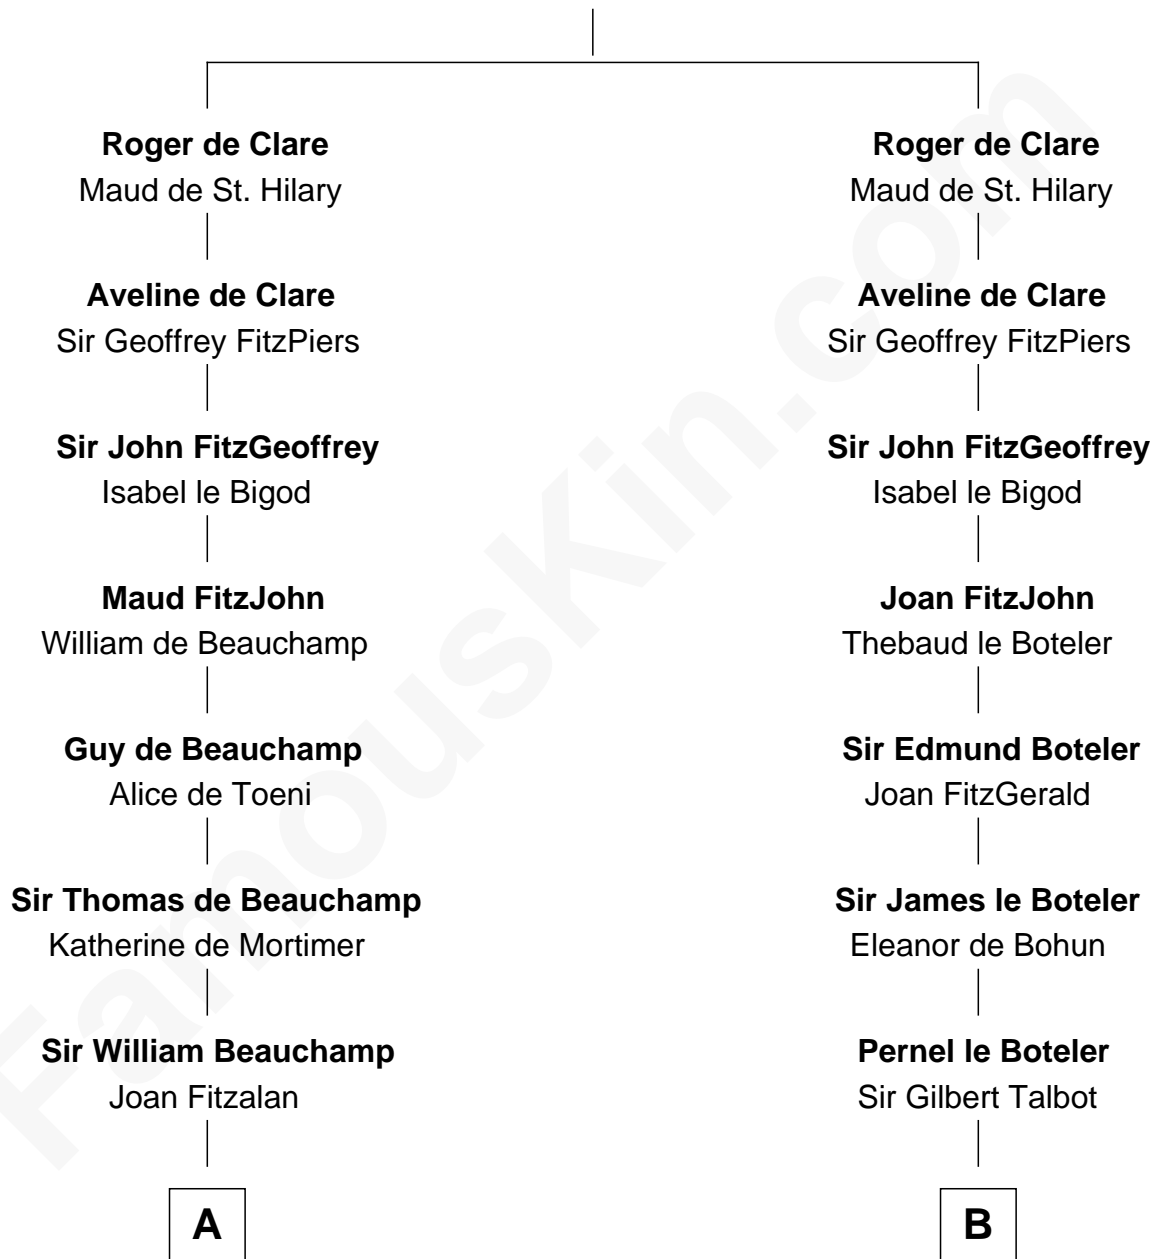 Roger de Clare
Maud de St. Hilary
Aveline de Clare
Sir Geoffrey FitzPiers
Sir John FitzGeoffrey
Isabel le Bigod
Maud FitzJohn
William de Beauchamp
Guy de Beauchamp
Alice de Toeni
Sir Thomas de Beauchamp
Katherine de Mortimer
Sir William Beauchamp
Joan Fitzalan
A
Roger de Clare
Maud de St. Hilary
Aveline de Clare
Sir Geoffrey FitzPiers
Sir John FitzGeoffrey
Isabel le Bigod
Joan FitzJohn
Thebaud le Boteler
Sir Edmund Boteler
Joan FitzGerald
Sir James le Boteler
Eleanor de Bohun
Pernel le Boteler
Sir Gilbert Talbot
B
FamousKin.com